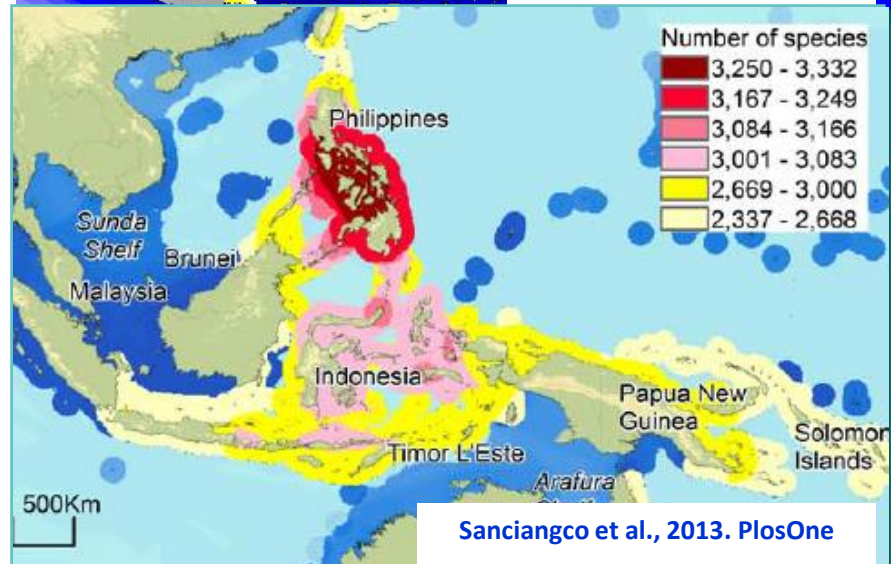 Number of species
3,250 - 3,332
3,167 - 3,249
3,084 - 3,166
3,001 - 3,083
2,669 - 3,000
2,337 - 2,668
Philippines
Sunda
Shelf
Brunei
Malaysia
Indonesia
Papua New
Guinea
Solomon
Islands
Timor L'Este
Arafura
500Km
Sanciangco et al., 2013. PlosOne